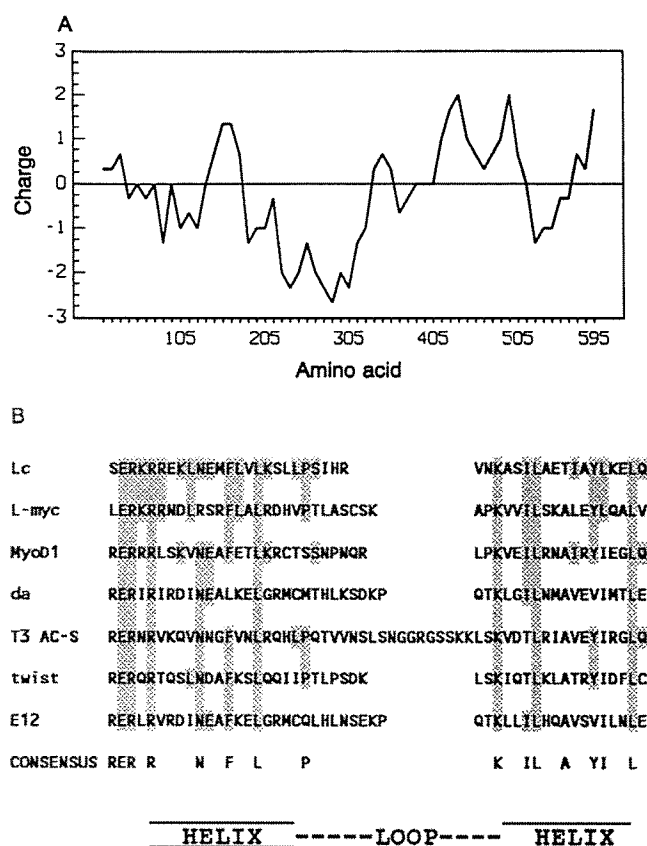 A
3
2
1
0
-1
-2
-3
Charge
105 205 305 405 505 595
Amino acid
B
Lc SERKRREKLNEMFLVLKSLLPSIHR VNKASILAETIAYLKELQ
L-myc LERKRRNDLRSRFLALRDHVPTLASCSK APKVVILSKALEYLQALV
MyoD1 RERRRLSKVNEAFETLKRCTSSNPNQR LPKVEILRNAIRYIEGLQ
da RERIRIRDINEALKELGRMCMTHLKSDKP QTKLGILNMAVEVIMTLE
T3 AC-S RERNRVKQVNNGFVNLRQHLPQTVVNSLSNGGRGSSKKLSKVDTLRIAVEYIRGLQ
twist RERQRTQSLNDAFKSLQQIIPTLPSDK LSKIQTLKLATRYIDFLC
E12 RERLRVRDINEAFKELGRMCQLHLNSEKP QTKLLILHQAVSVILNLE
CONSENSUS RER R N F L P K IL A YI L
HELIX -----LOOP---- HELIX